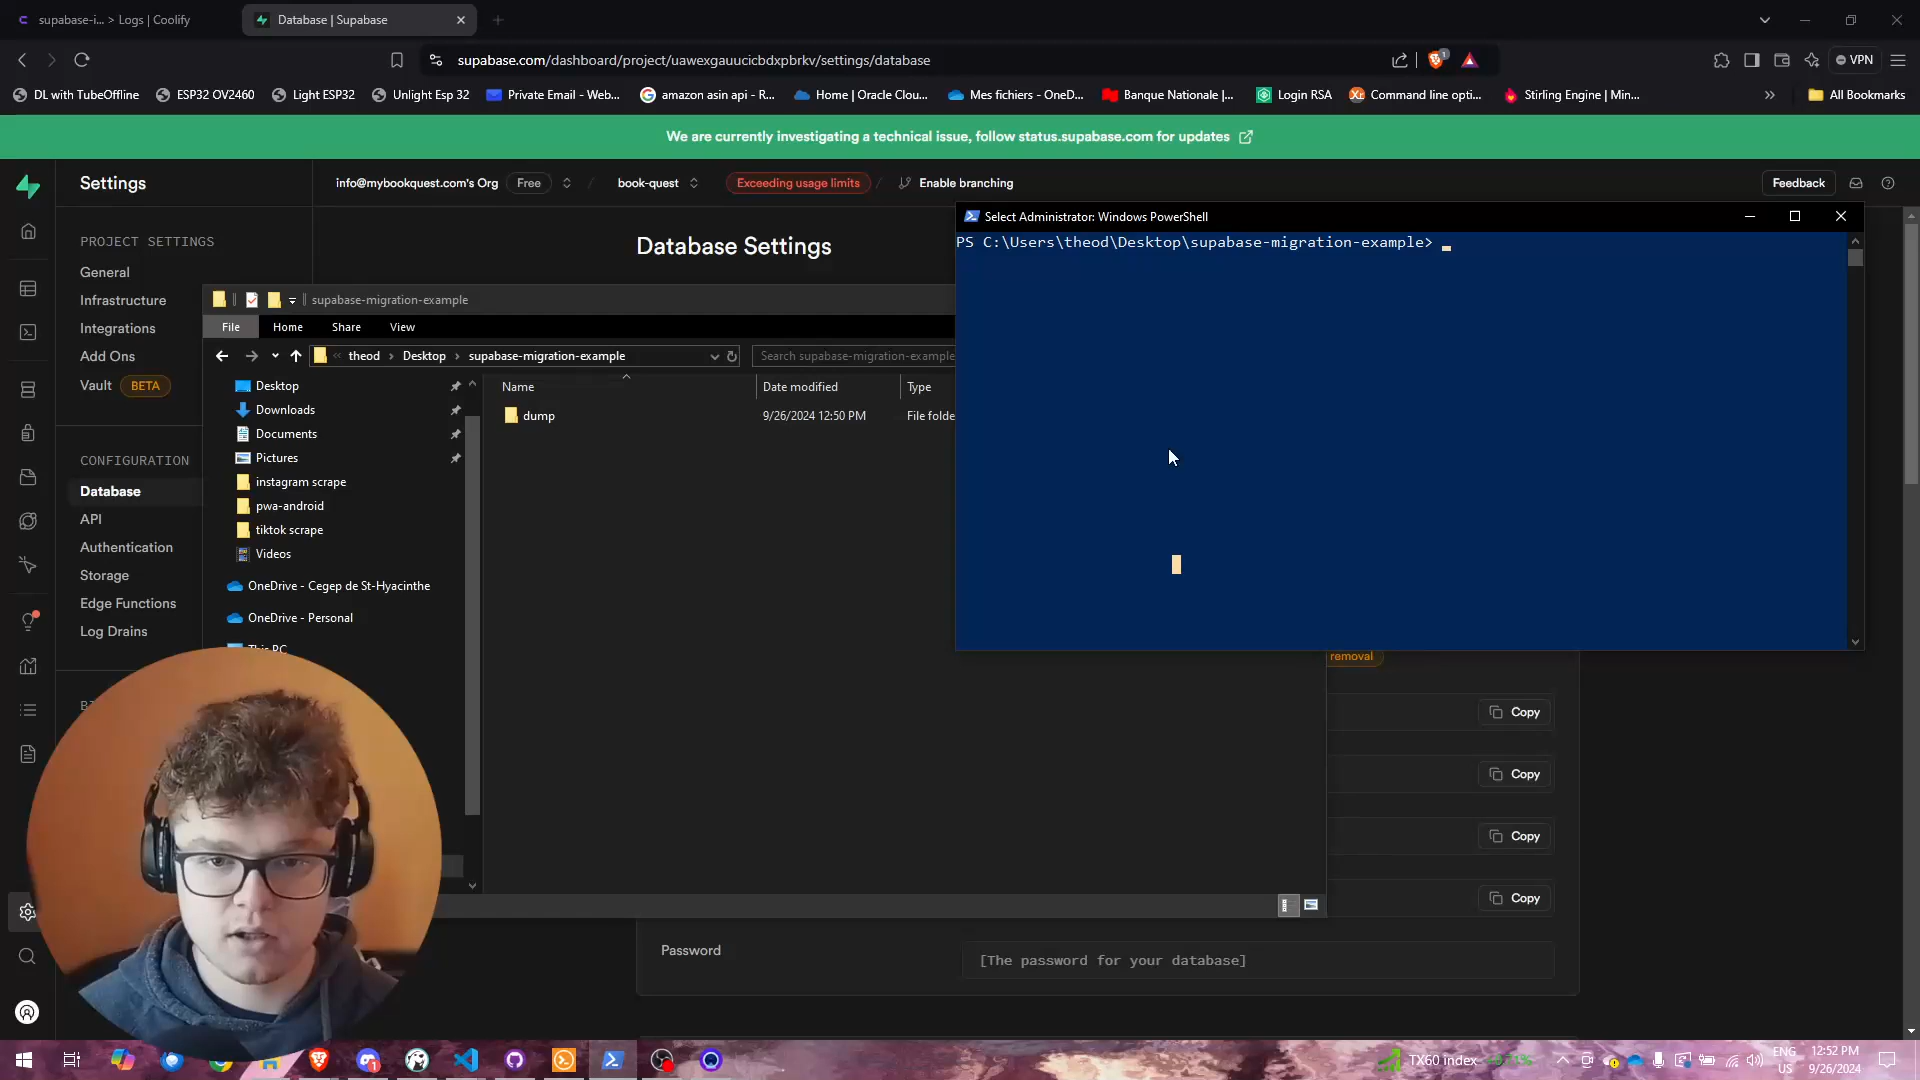 supabase-i... > Logs | Coolify
Database | Supabase
supabase.com/dashboard/project/uawexgauucicbdxpbrkv/settings/database
1
VPN
DL with TubeOffline
ESP32 OV2460
Light ESP32
Unlight Esp 32
Private Email - Web...
amazon asin api - R...
Home | Oracle Clou...
Mes fichiers - OneD...
Banque Nationale |...
Login RSA
Command line opti...
Stirling Engine | Min...
All Bookmarks
We are currently investigating a technical issue, follow status.supabase.com for updates
Settings
info@mybookquest.com's Org
Free
/
book-quest
Exceeding usage limits
/
Enable branching
Feedback
Select Administrator: Windows PowerShell
PS C:\Users\theod\Desktop\supabase-migration-example>
PROJECT SETTINGS
General
Infrastructure
Integrations
Add Ons
Vault
BETA
CONFIGURATION
Database
API
Authentication
Storage
Edge Functions
Log Drains
Database Settings
supabase-migration-example
File
Home
Share
View
theod
Desktop
supabase-migration-example
Search supabase-migration-example
Desktop
Downloads
Documents
Pictures
instagram scrape
pwa-android
tiktok scrape
Videos
OneDrive - Cegep de St-Hyacinthe
OneDrive - Personal
This PC
Name
Date modified
Type
dump
9/26/2024 12:50 PM
File folde
removal
Copy
Copy
Copy
Copy
Password
[The password for your database]
TX60 index
+0.71%
ENG
US
12:52 PM
9/26/2024